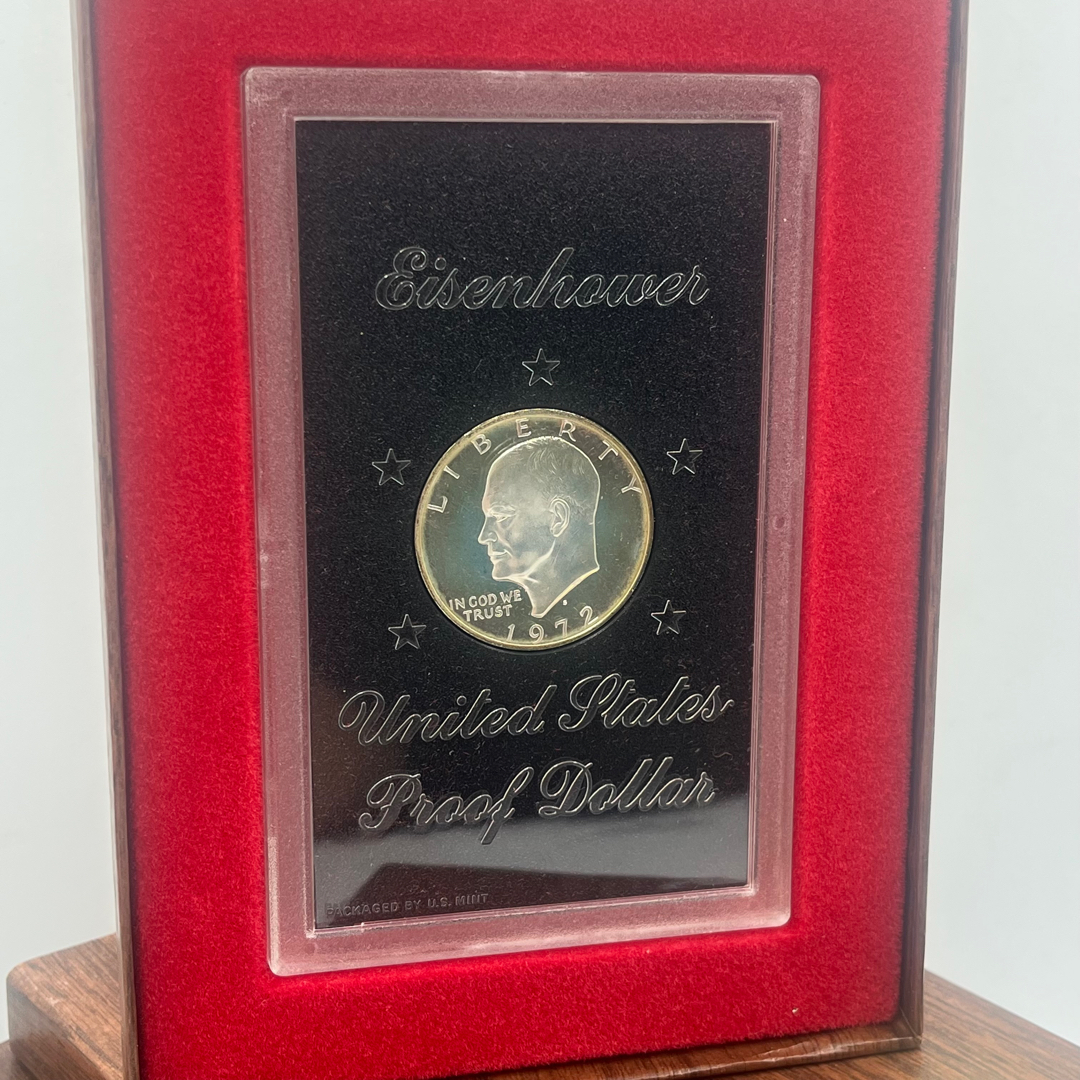 Eisenhower
LIBERTY
IN GOD WE
TRUST
1972
United States
Proof Dollar
PACKAGED BY U.S. MINT